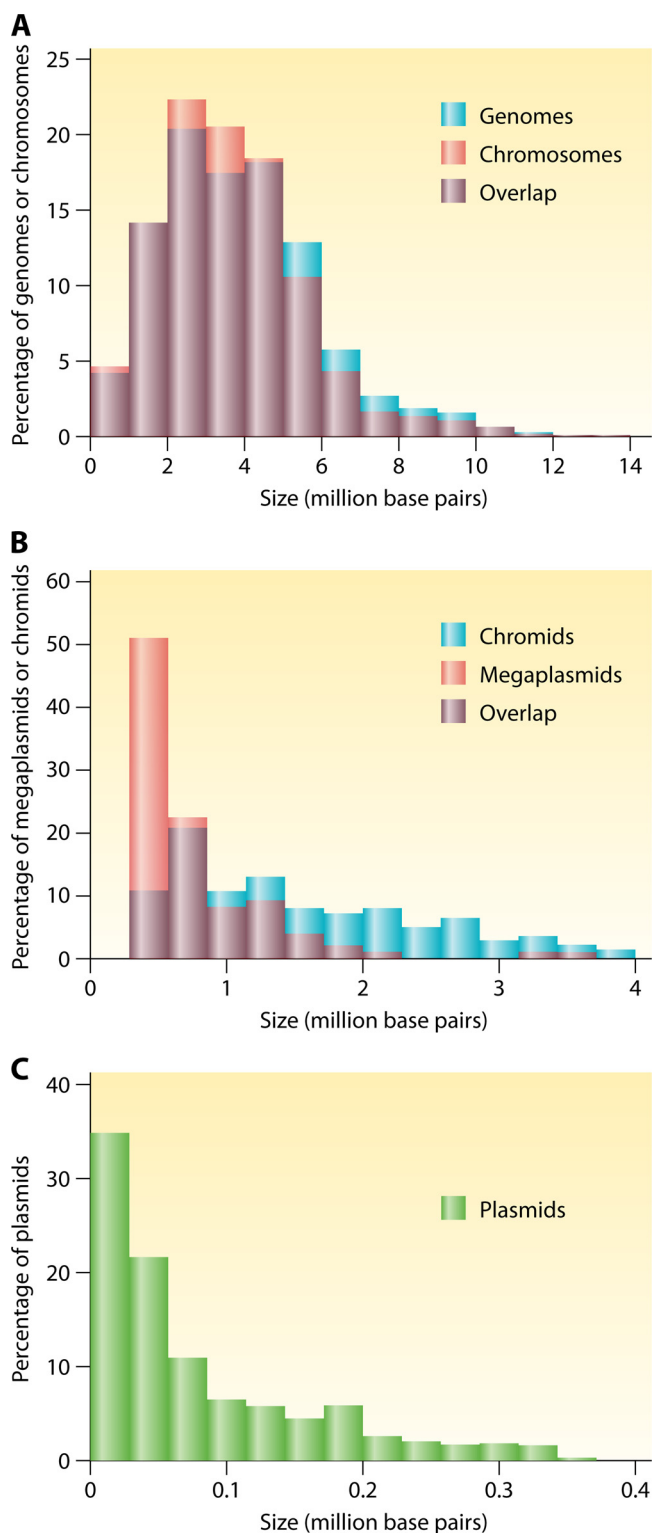 A
Percentage of genomes or chromosomes
25
20
15
10
5
0
Genomes
Chromosomes
Overlap
0 2 4 6 8 10 12 14
Size (million base pairs)
B
Percentage of megaplasmids or chromids
60
50
40
30
20
10
0
Chromids
Megaplasmids
Overlap
0 1 2 3 4
Size (million base pairs)
C
Percentage of plasmids
40
30
20
10
0
Plasmids
0 0.1 0.2 0.3 0.4
Size (million base pairs)